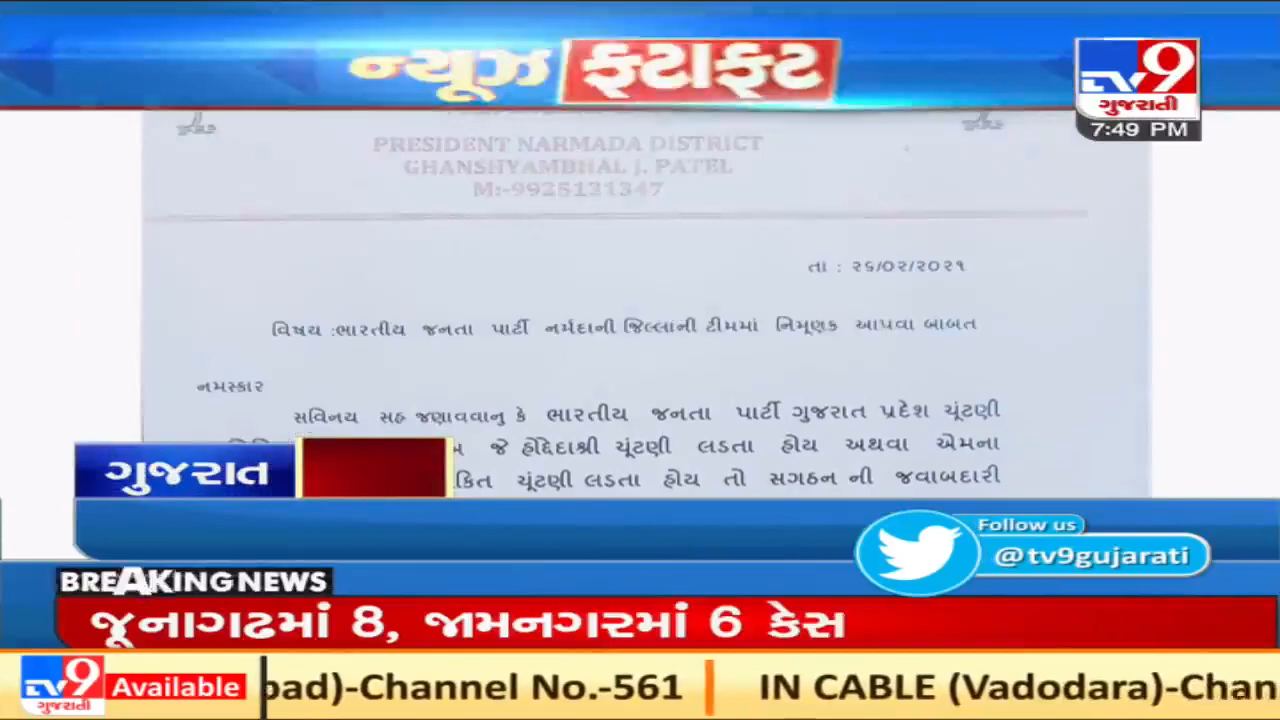 ન્યૂઝ ફટાફટ
TV9
ગુજરાતી
7:49 PM
PRESIDENT NARMADA DISTRICT
GHANSHYAMBHAI J. PATEL
M:-9925131347
તા : ૨૬/૦૨/૨૦૨૧
વિષય :ભારતીય જનતા પાર્ટી નર્મદાની જિલ્લાની ટીમમાં નિમૂણક આપવા બાબત
નમસ્કાર
સવિનય સહ જણાવવાનુ કે ભારતીય જનતા પાર્ટી ગુજરાત પ્રદેશ ચૂંટણી
જે હોદ્દેદાશ્રી ચૂંટણી લડતા હોય અથવા એમના
ચૂંટણી લડતા હોય તો સગઠન ની જવાબદારી
ગુજરાત
Follow us
@tv9gujarati
BREAKING NEWS
જૂનાગઢમાં 8, જામનગરમાં 6 કેસ
TV9
ગુજરાતી
Available
bad)-Channel No.-561 IN CABLE (Vadodara)-Chan